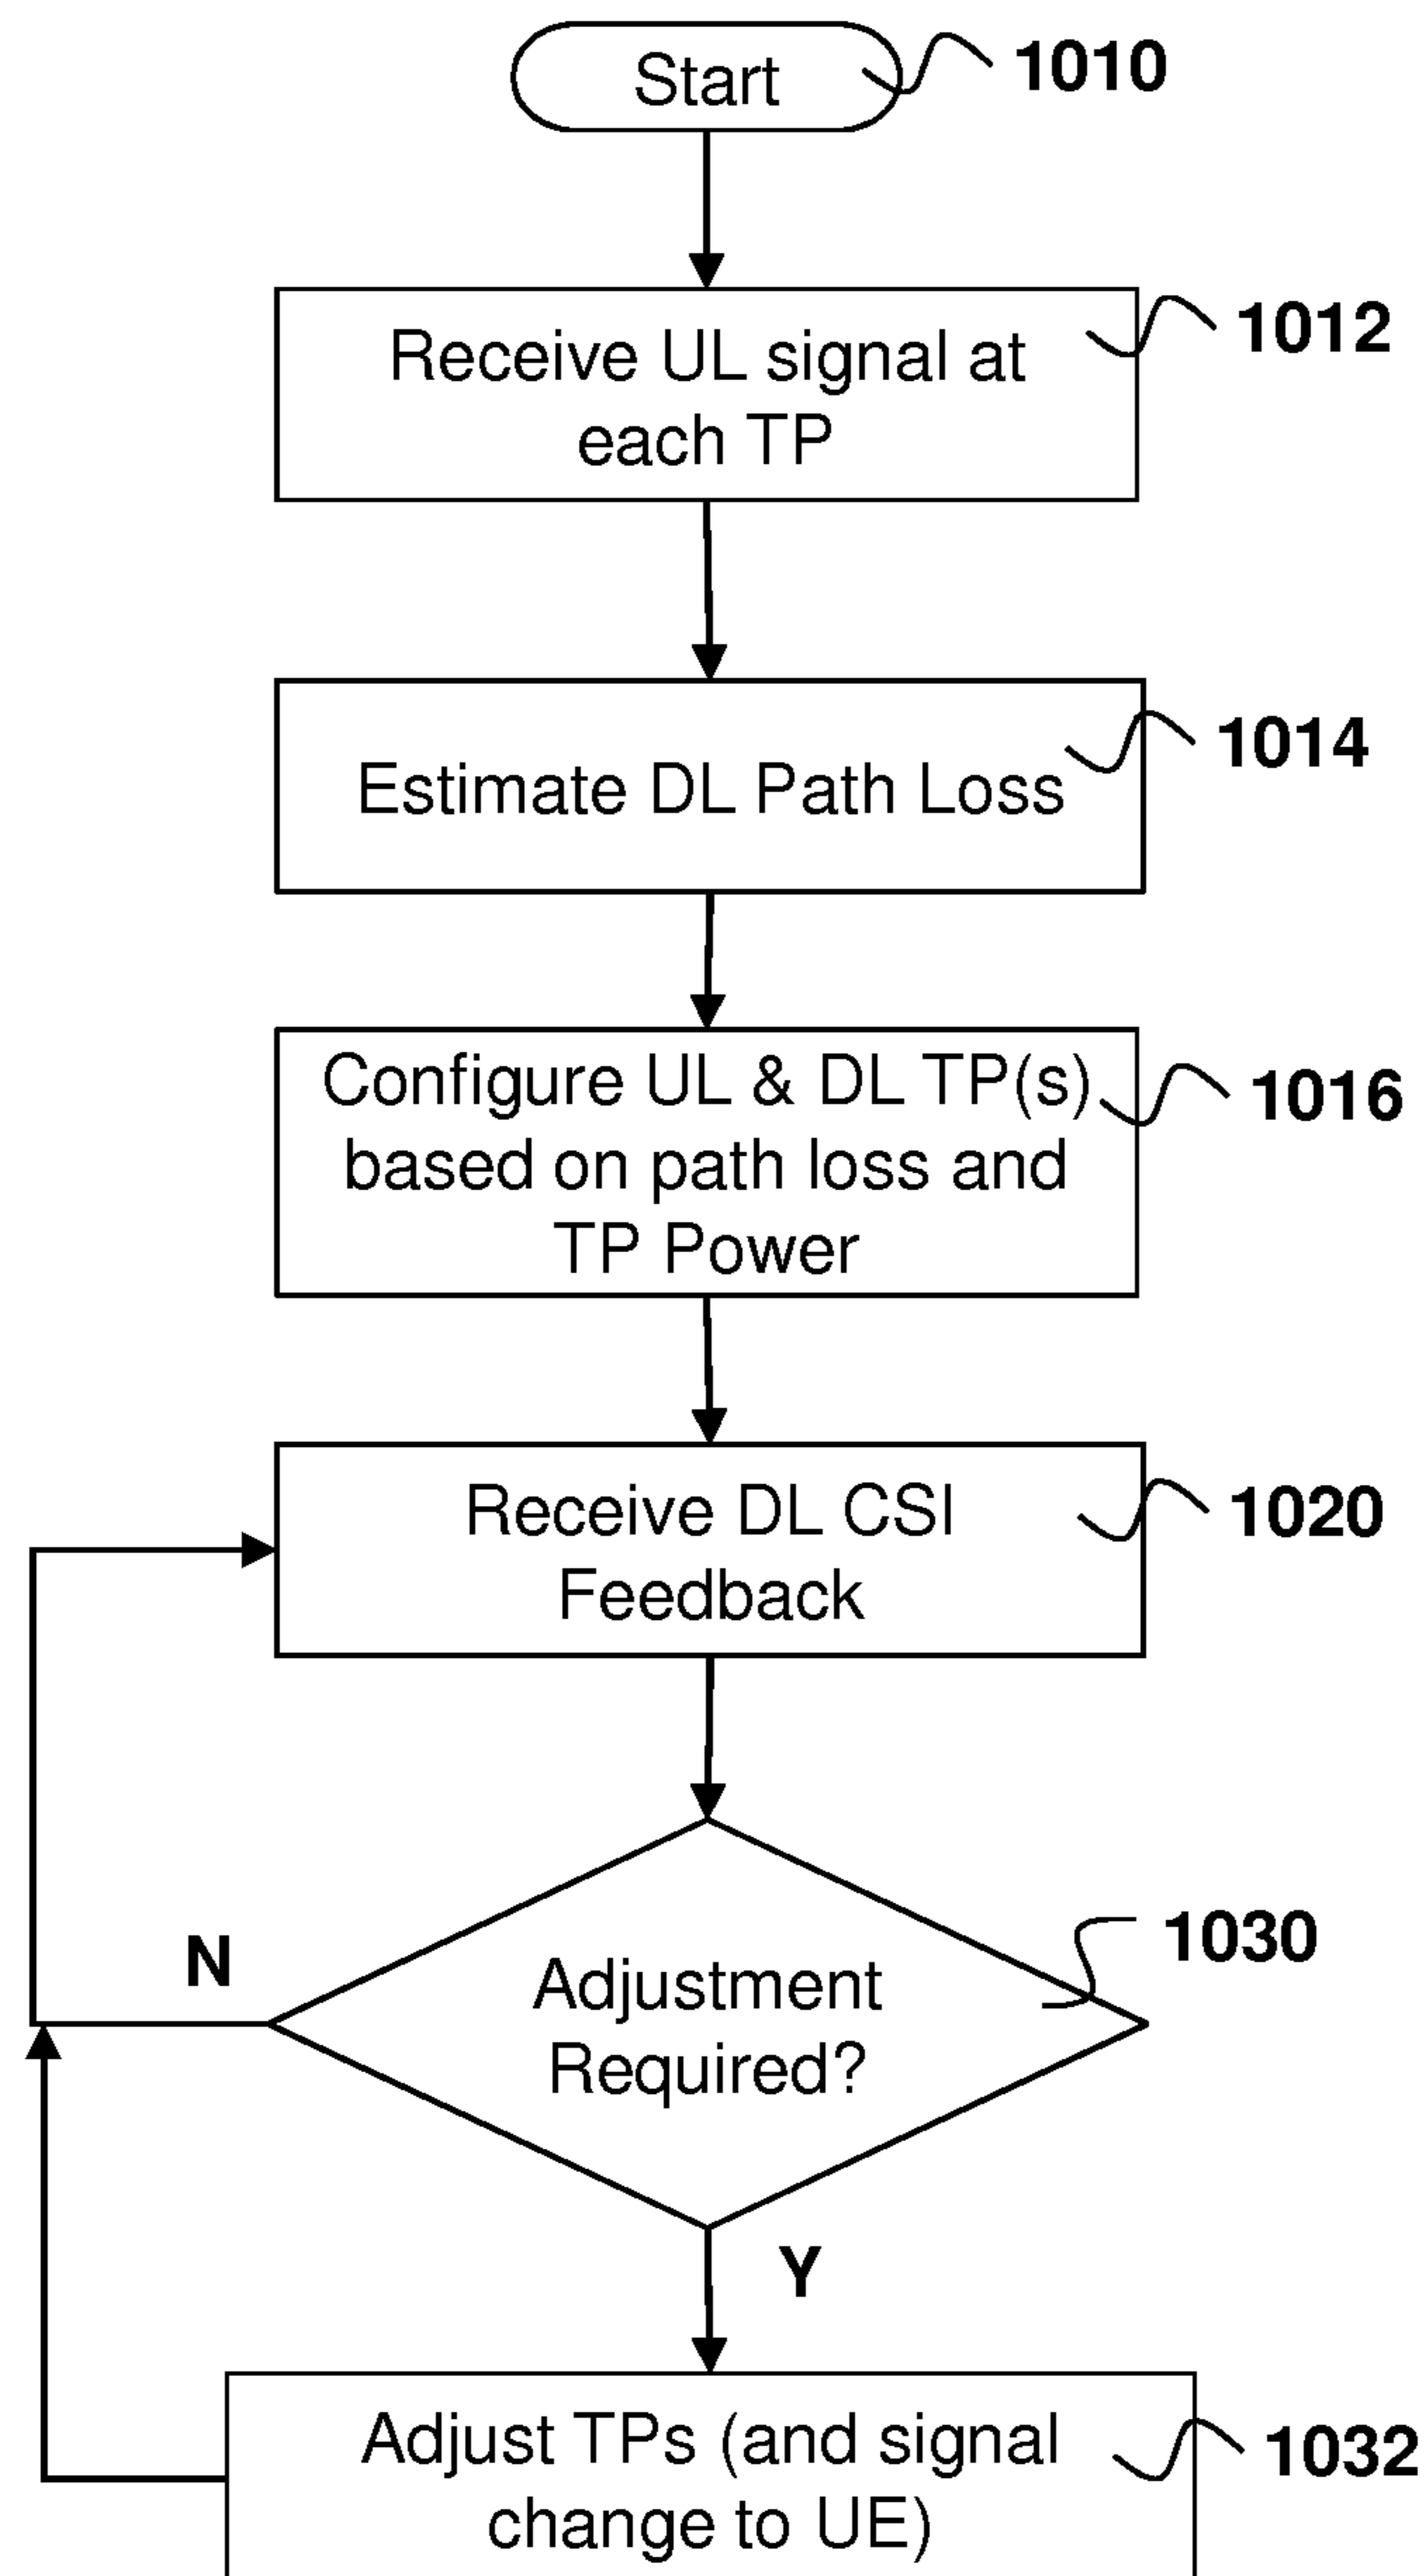 Start
1010
Receive UL signal at
each TP
1012
Estimate DL Path Loss
1014
Configure UL & DL TP(s)
based on path loss and
TP Power
1016
Receive DL CSI
Feedback
1020
N
Adjustment
Required?
1030
Y
Adjust TPs (and signal
change to UE)
1032